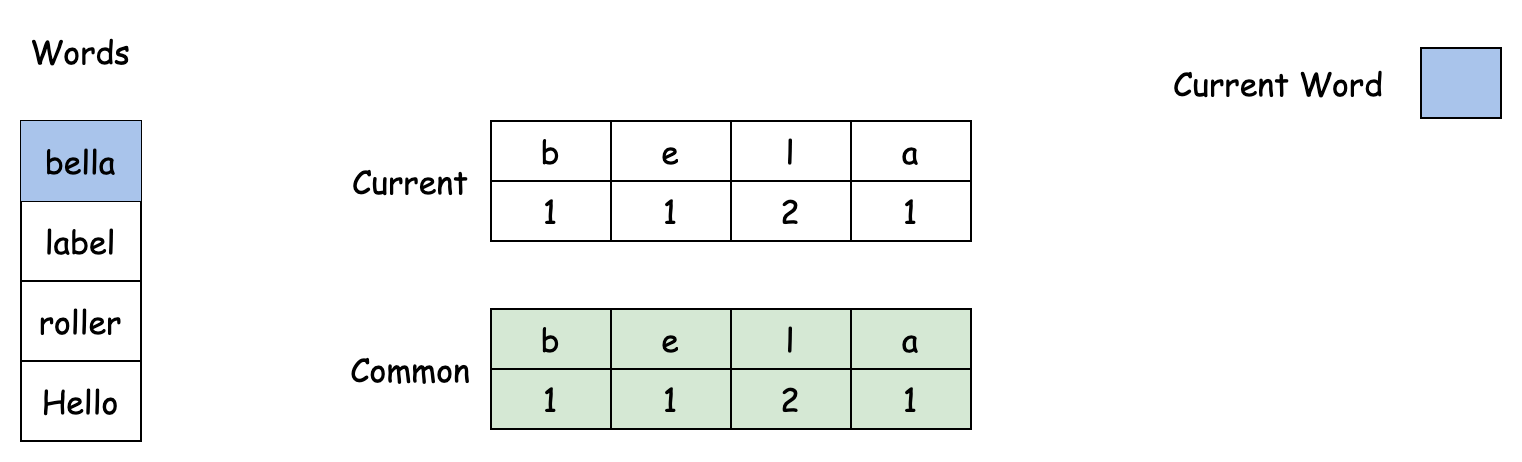 Words
Current Word
bella
label
roller
Hello
Current
b e l a
1 1 2 1
Common
b e l a
1 1 2 1